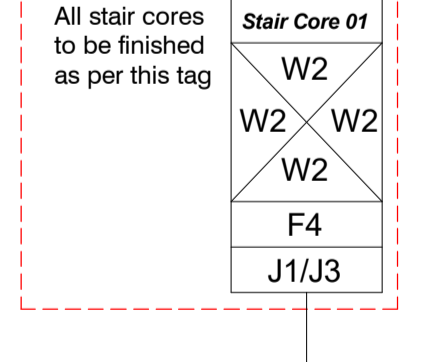 All stair cores
to be finished
as per this tag
Stair Core 01
W2
W2 W2
W2
F4
J1/J3